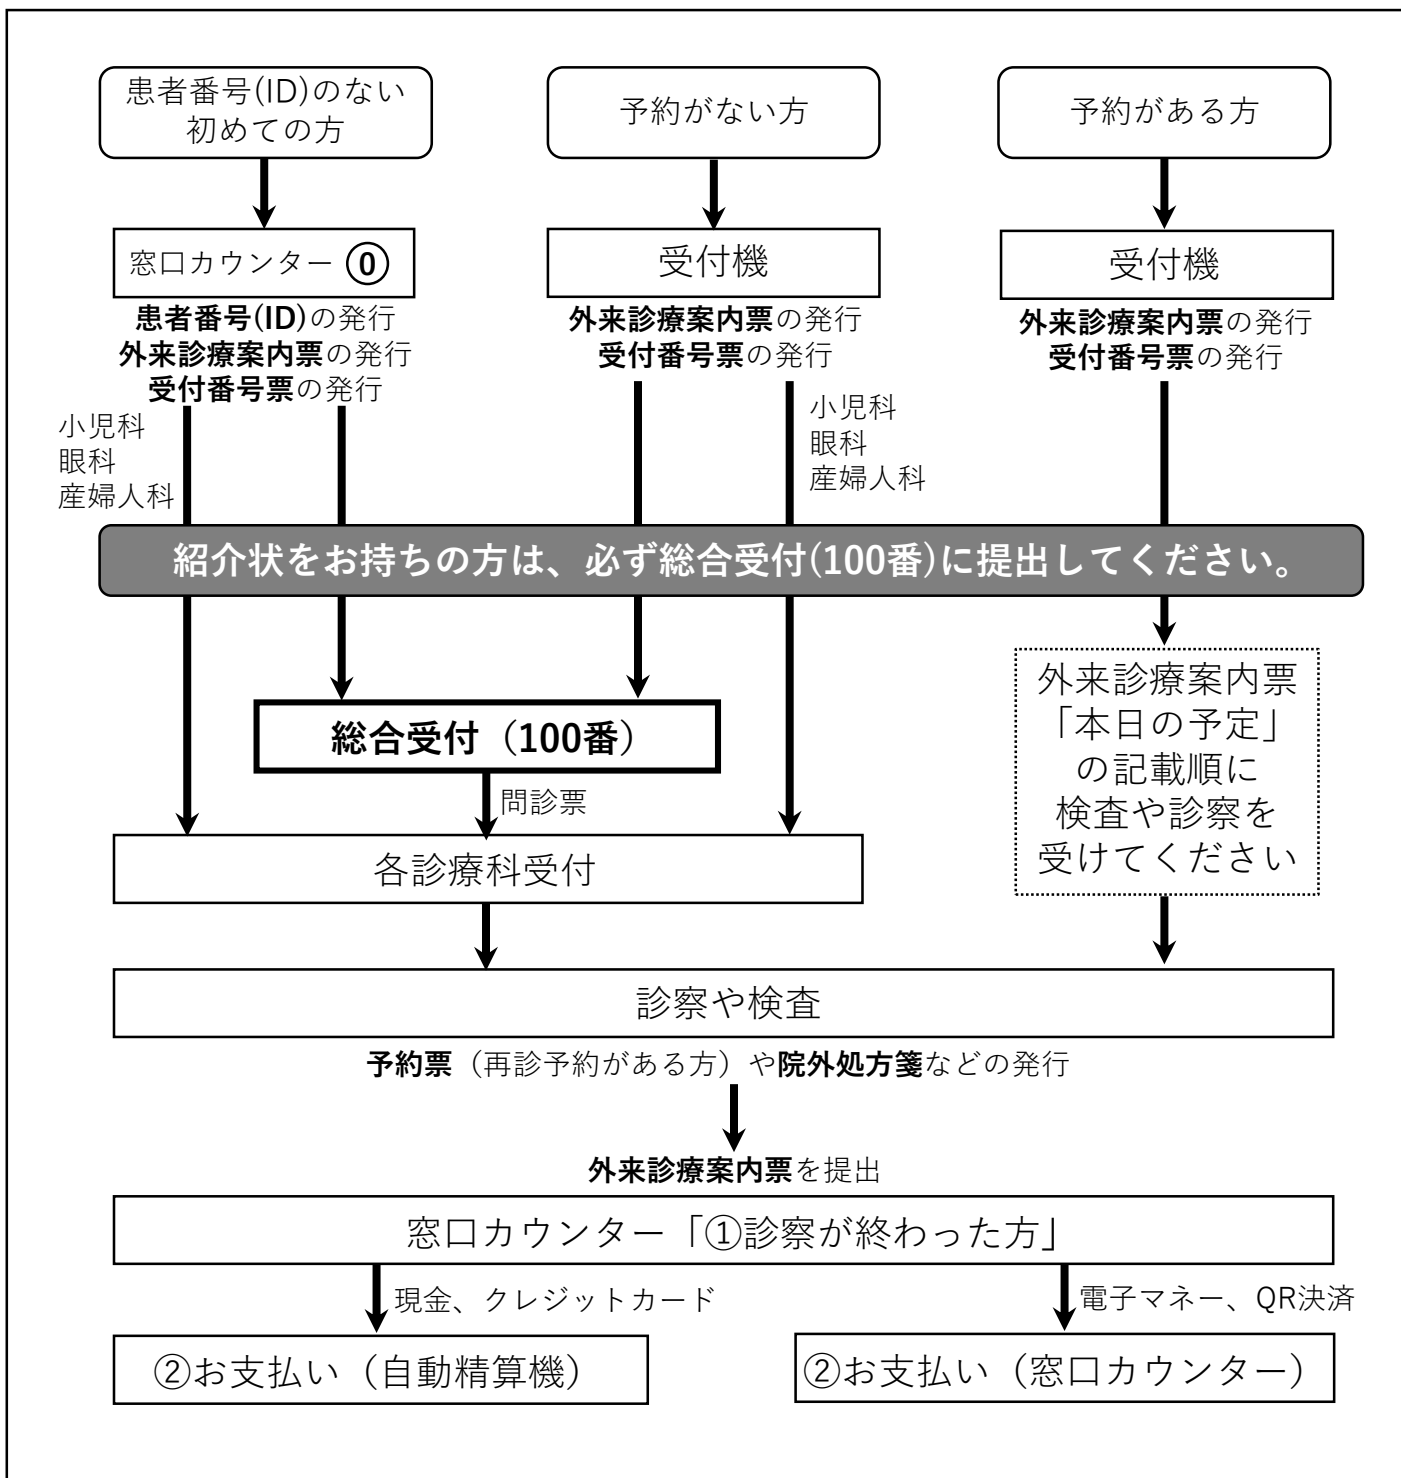 患者番号(ID)のない
初めての方
予約がない方
予約がある方
窓口カウンター ⓪
受付機
受付機
患者番号(ID)の発行
外来診療案内票の発行
受付番号票の発行
外来診療案内票の発行
受付番号票の発行
外来診療案内票の発行
受付番号票の発行
小児科
眼科
産婦人科
小児科
眼科
産婦人科
紹介状をお持ちの方は、必ず総合受付(100番)に提出してください。
総合受付（100番）
問診票
外来診療案内票
「本日の予定」
の記載順に
検査や診察を
受けてください
各診療科受付
診察や検査
予約票（再診予約がある方）や院外処方箋などの発行
外来診療案内票を提出
窓口カウンター「①診察が終わった方」
現金、クレジットカード
電子マネー、QR決済
②お支払い（自動精算機）
②お支払い（窓口カウンター）